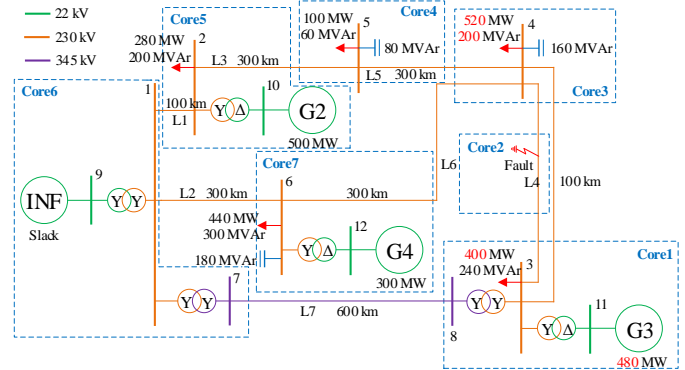 22 kV
230 kV
345 kV
Core5
280 MW
200 MVAr
2
L3
300 km
100 km
L1
Y Δ
10
G2
500 MW
Core4
100 MW
60 MVAr
5
80 MVAr
L5
300 km
520 MW
200 MVAr
4
160 MVAr
Core3
Core6
1
9
INF
Slack
Y Y
L2
300 km
Y Y
7
Core7
6
300 km
440 MW
300 MVAr
180 MVAr
Y Δ
12
G4
300 MW
L6
Core2
Fault
L4
100 km
L7
600 km
8
Y Y
400 MW
240 MVAr
3
Core1
Y Δ
11
G3
480 MW